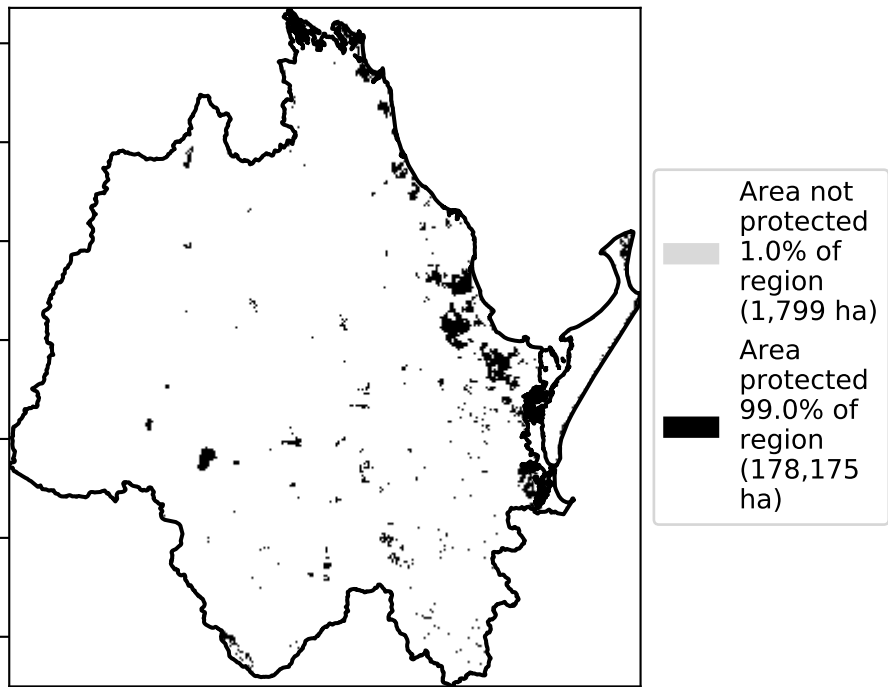 Area not
protected
1.0% of
region
(1,799 ha)
Area
protected
99.0% of
region
(178,175
ha)